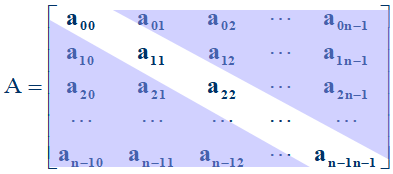 a00 a01 a02 ... a0n−1
a10 a11 a12 a1n−1
A = a20 a21 a22 ... a2n−1
... ... ... ... ...
an−10 an−11 an−12 ... an−1n−1